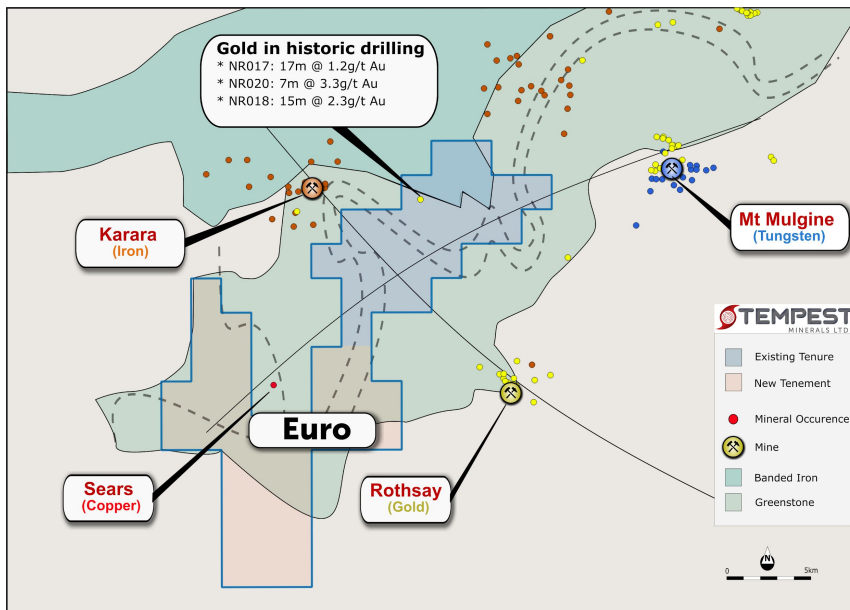 Gold in historic drilling
* NR017: 17m @ 1.2g/t Au
* NR020: 7m @ 3.3g/t Au
* NR018: 15m @ 2.3g/t Au
Karara
(Iron)
Mt Mulgine
(Tungsten)
TEMPEST
MINERALS LTD
Existing Tenure
New Tenement
Mineral Occurence
Mine
Banded Iron
Greenstone
Euro
Sears
(Copper)
Rothsay
(Gold)
N
0 5km